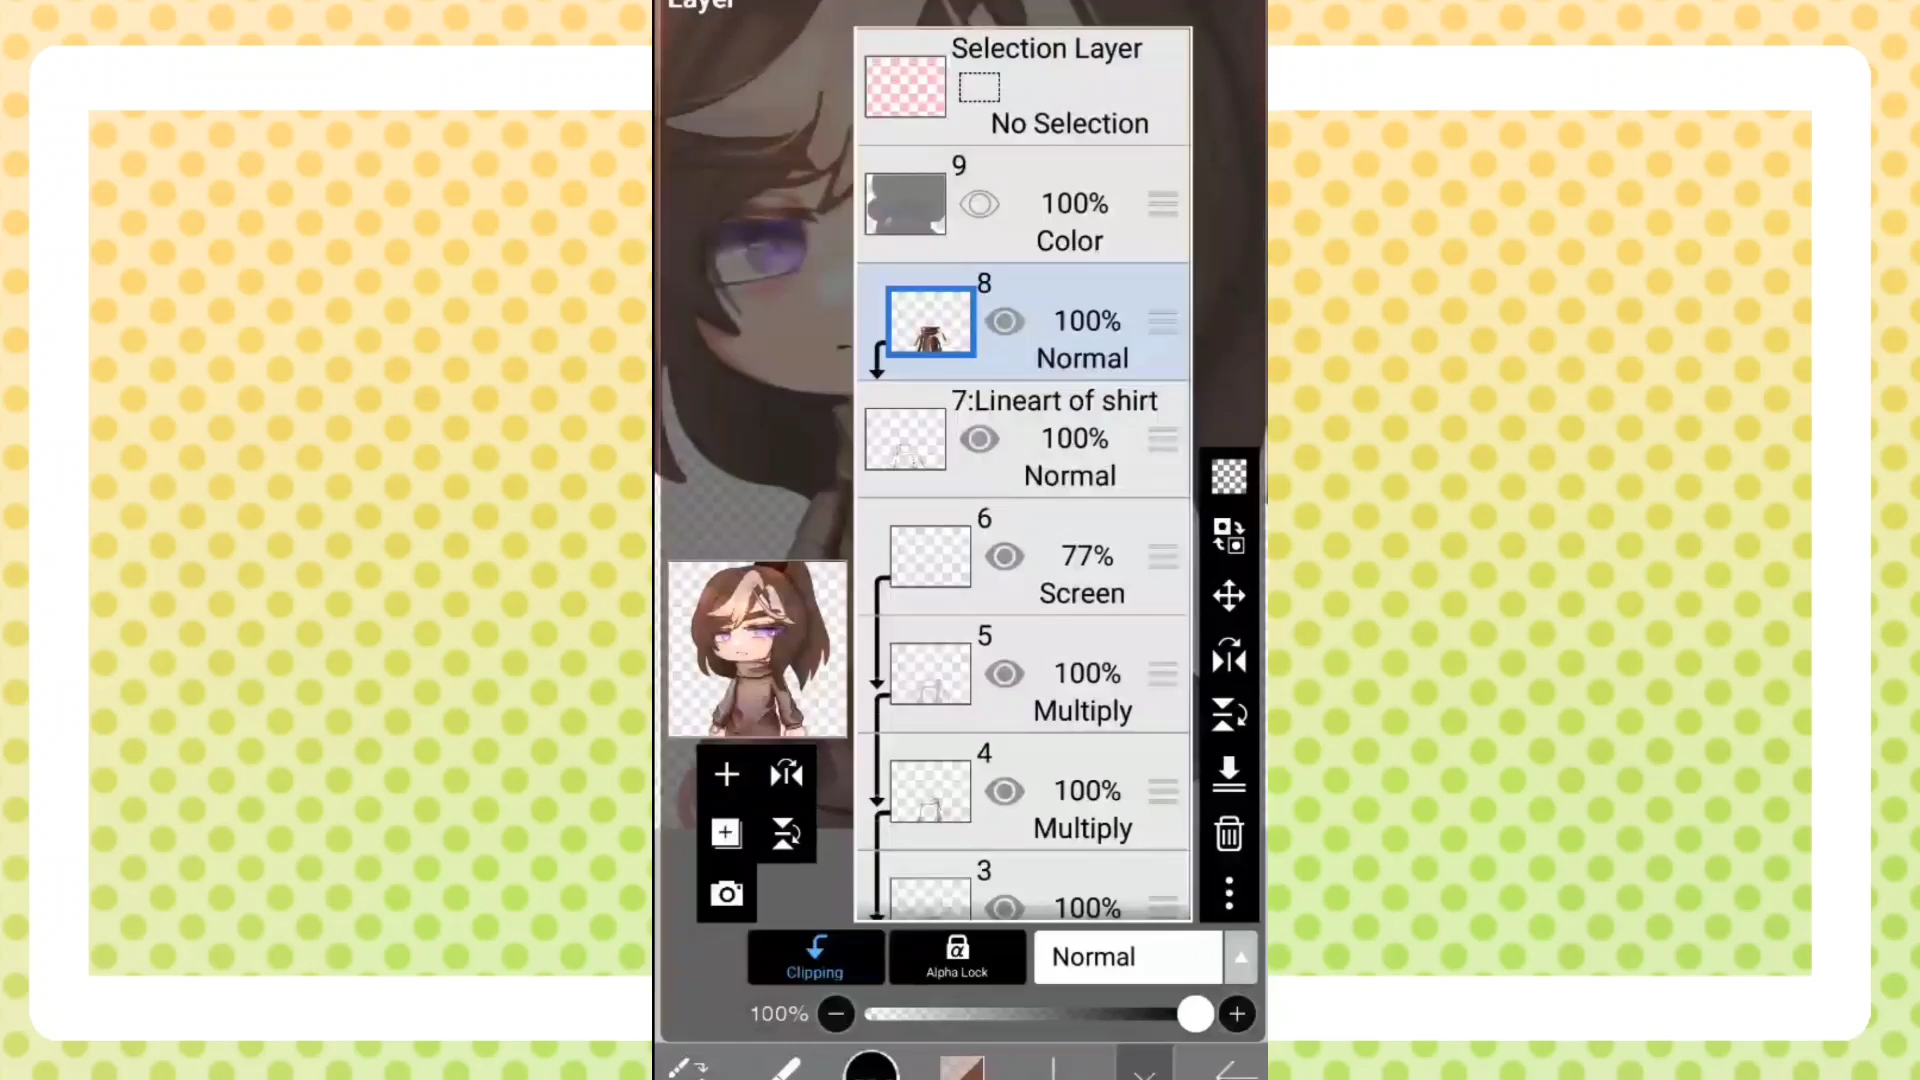 Layer
Selection Layer
No Selection
9
100%
Color
8
100%
Normal
7:Lineart of shirt
100%
Normal
6
77%
Screen
5
100%
Multiply
4
100%
Multiply
3
100%
Clipping
Alpha Lock
Normal
100%